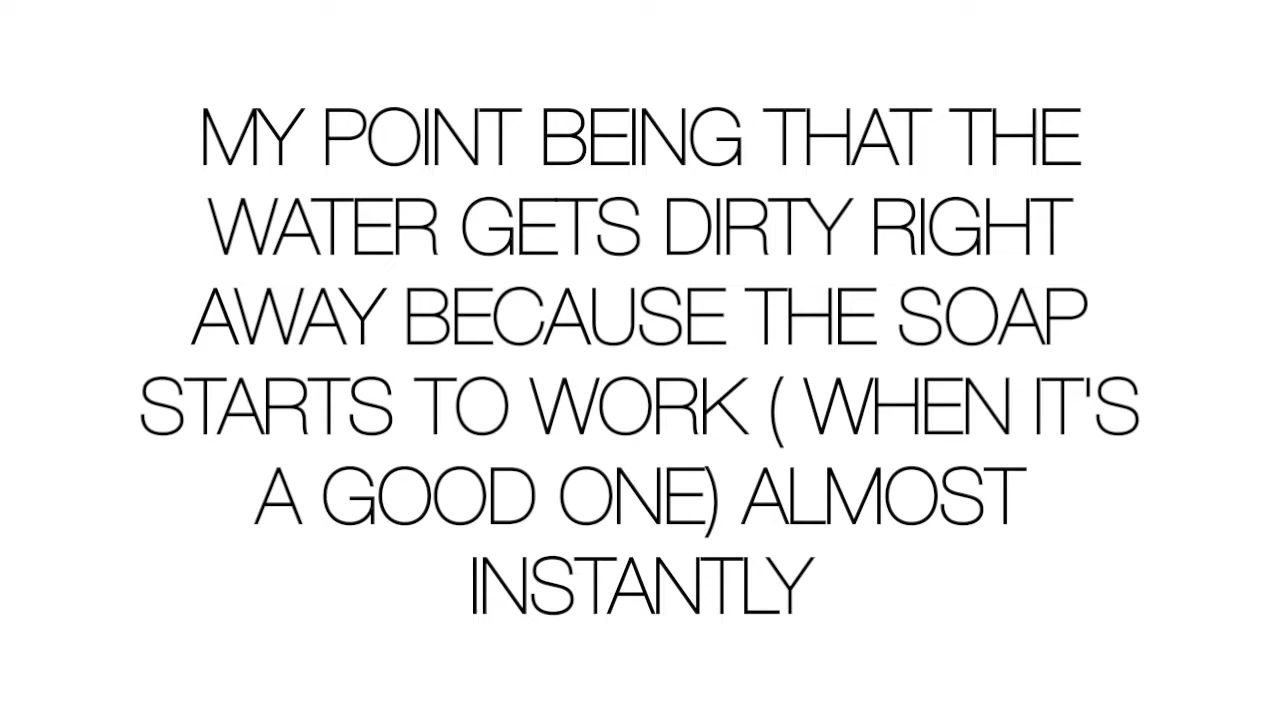 MY POINT BEING THAT THE
WATER GETS DIRTY RIGHT
AWAY BECAUSE THE SOAP
STARTS TO WORK ( WHEN IT'S
A GOOD ONE) ALMOST
INSTANTLY